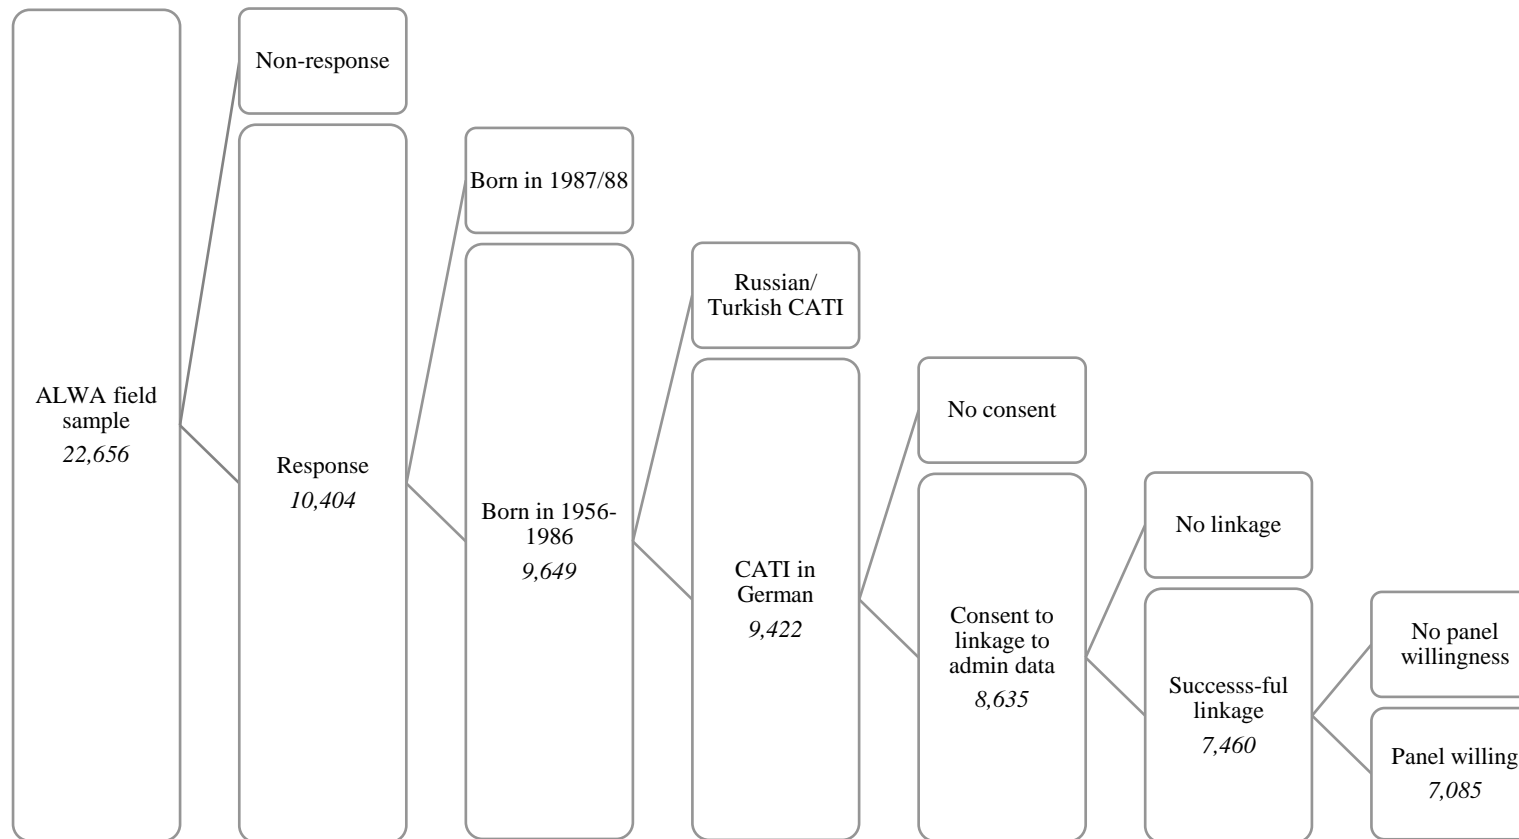 ALWA field
sample
22,656
Non-response
Response
10,404
Born in 1987/88
Born in 1956-
1986
9,649
Russian/
Turkish CATI
CATI in
German
9,422
No consent
Consent to
linkage to
admin data
8,635
No linkage
Successs-ful
linkage
7,460
No panel
willingness
Panel willing
7,085